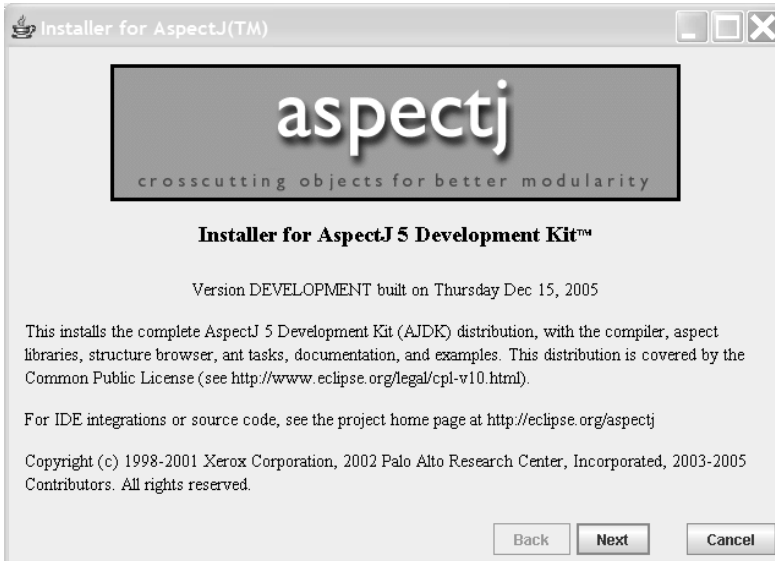 Installer for AspectJ(TM)
aspectj
crosscutting objects for better modularity
Installer for AspectJ 5 Development Kit™
Version DEVELOPMENT built on Thursday Dec 15, 2005
This installs the complete AspectJ 5 Development Kit (AJDK) distribution, with the compiler, aspect
libraries, structure browser, ant tasks, documentation, and examples. This distribution is covered by the
Common Public License (see http://www.eclipse.org/legal/cpl-v10.html).
For IDE integrations or source code, see the project home page at http://eclipse.org/aspectj
Copyright (c) 1998-2001 Xerox Corporation, 2002 Palo Alto Research Center, Incorporated, 2003-2005
Contributors. All rights reserved.
Back Next Cancel